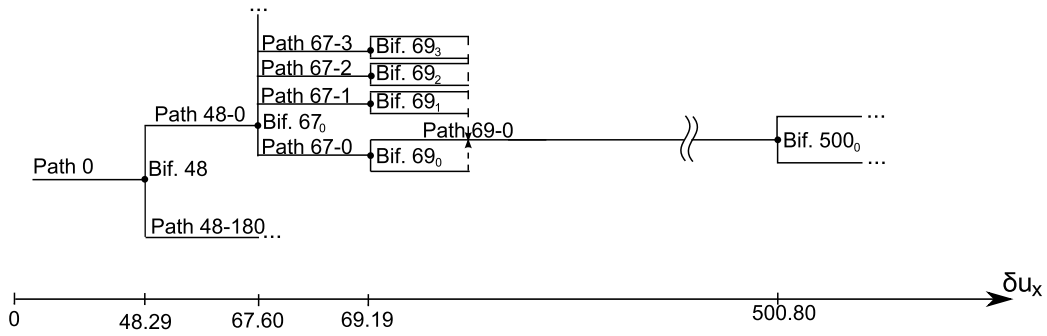 ...
Path 67-3 Bif. 69₃
Path 67-2 Bif. 69₂
Path 67-1 Bif. 69₁
Path 48-0 Bif. 67₀ Path 69-0 ...
Path 67-0 Bif. 69₀ Bif. 500₀
Path 0 Bif. 48 ...
Path 48-180 ...
δuₓ
0 48.29 67.60 69.19 500.80